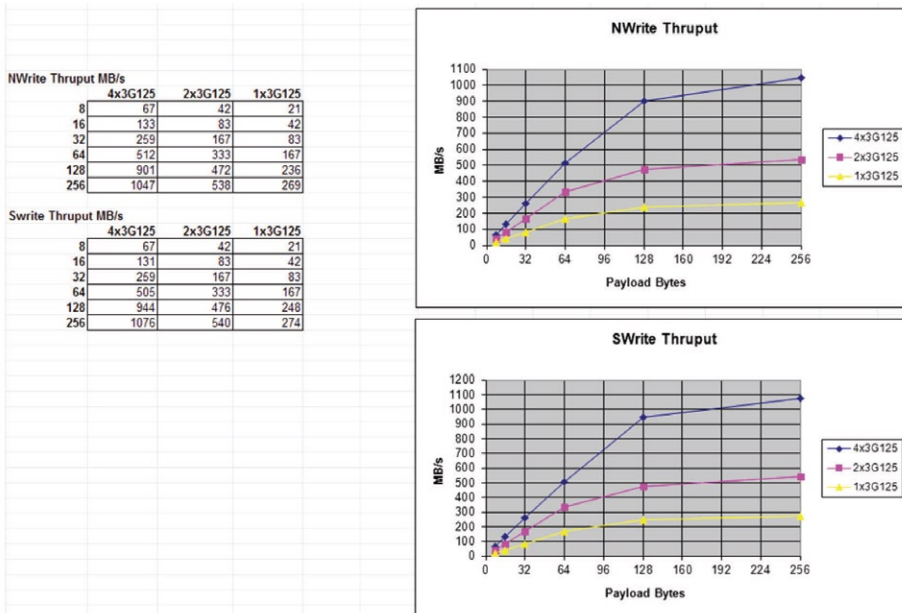 NWrite Thruput MB/s
4x3G125 2x3G125 1x3G125
8 67 42 21
16 133 83 42
32 259 167 83
64 512 333 167
128 901 472 236
256 1047 538 269
Swrite Thruput MB/s
4x3G125 2x3G125 1x3G125
8 67 42 21
16 131 83 42
32 259 167 83
64 505 333 167
128 944 476 248
256 1076 540 274
NWrite Thruput
1100
1000
900
800
700
600
500
400
300
200
100
0
MB/s
0 32 64 96 128 160 192 224 256
Payload Bytes
4x3G125
2x3G125
1x3G125
SWrite Thruput
1200
1100
1000
900
800
700
600
500
400
300
200
100
0
MB/s
0 32 64 96 128 160 192 224 256
Payload Bytes
4x3G125
2x3G125
1x3G125